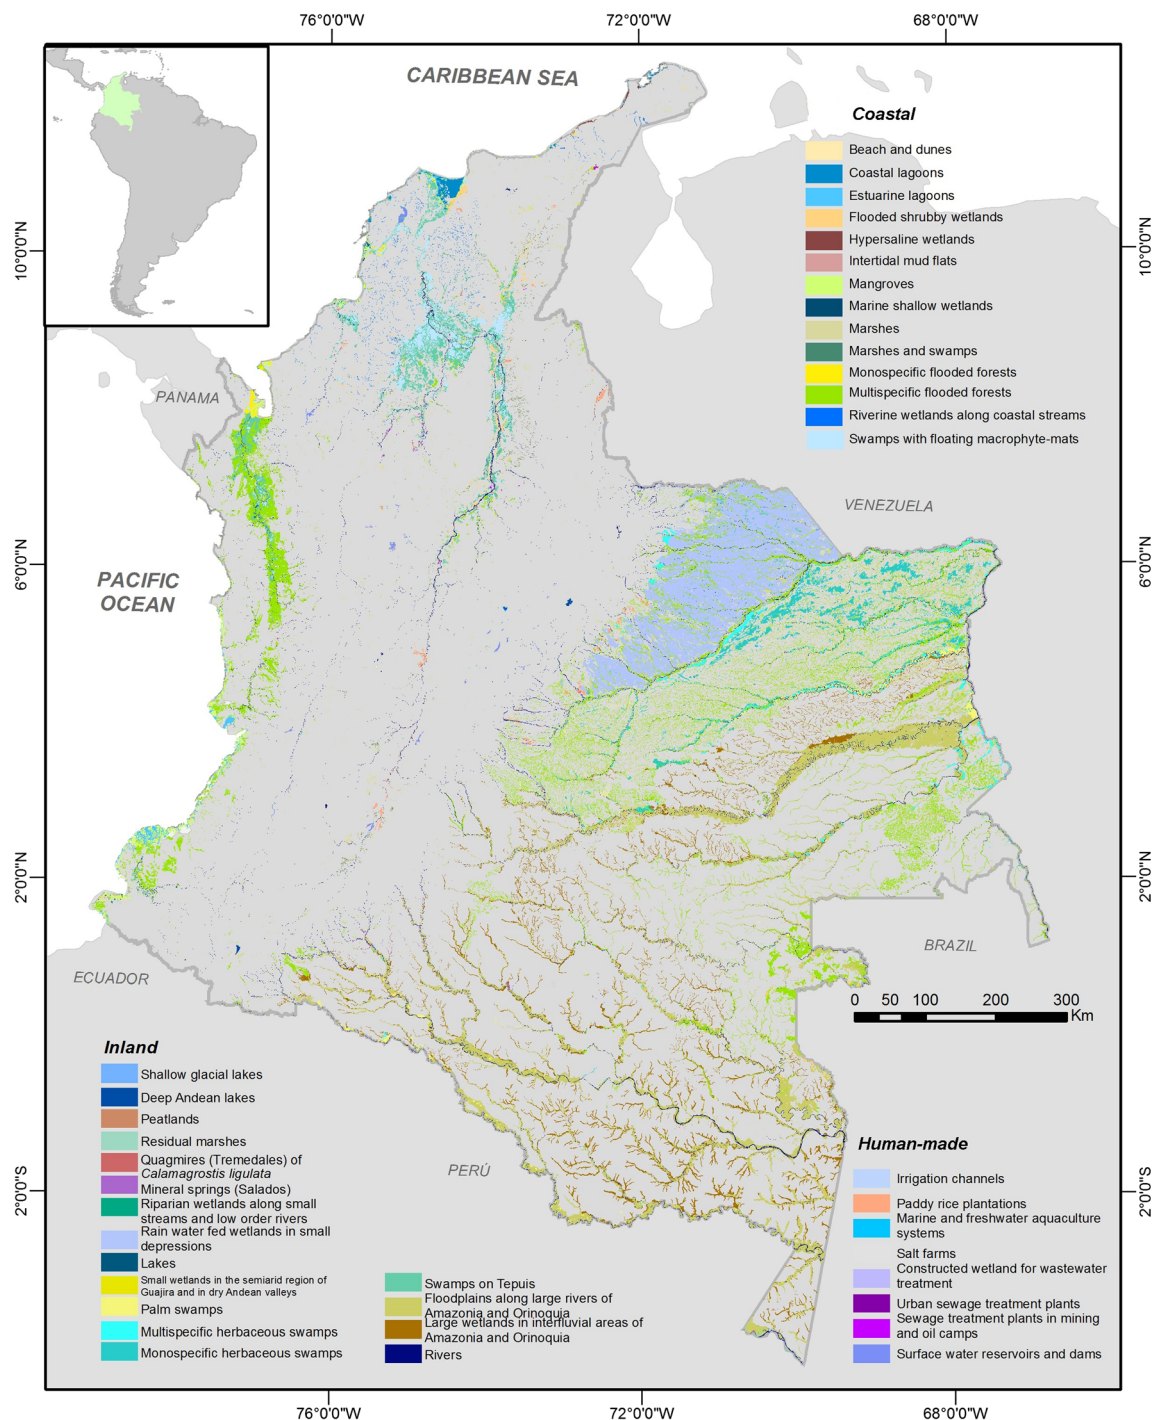 76°0'0"W
72°0'0"W
68°0'0"W
CARIBBEAN SEA
Coastal
Beach and dunes
Coastal lagoons
Estuarine lagoons
Flooded shrubby wetlands
Hypersaline wetlands
Intertidal mud flats
Mangroves
Marine shallow wetlands
Marshes
Marshes and swamps
Monospecific flooded forests
Multispecific flooded forests
Riverine wetlands along coastal streams
Swamps with floating macrophyte-mats
10°0'0"N
10°0'0"N
PANAMA
VENEZUELA
6°0'0"N
6°0'0"N
PACIFIC
OCEAN
2°0'0"N
2°0'0"N
BRAZIL
ECUADOR
0
50
100
200
300
Km
PERÚ
2°0'0"S
2°0'0"S
Inland
Shallow glacial lakes
Deep Andean lakes
Peatlands
Residual marshes
Quagmires (Tremedales) of
Calamagrostis ligulata
Mineral springs (Salados)
Riparian wetlands along small
streams and low order rivers
Rain water fed wetlands in small
depressions
Lakes
Small wetlands in the semiarid region of
Guajira and in dry Andean valleys
Palm swamps
Multispecific herbaceous swamps
Monospecific herbaceous swamps
Swamps on Tepuis
Floodplains along large rivers of
Amazonia and Orinoquia
Large wetlands in interfluvial areas of
Amazonia and Orinoquia
Rivers
Human-made
Irrigation channels
Paddy rice plantations
Marine and freshwater aquaculture
systems
Salt farms
Constructed wetland for wastewater
treatment
Urban sewage treatment plants
Sewage treatment plants in mining
and oil camps
Surface water reservoirs and dams
76°0'0"W
72°0'0"W
68°0'0"W